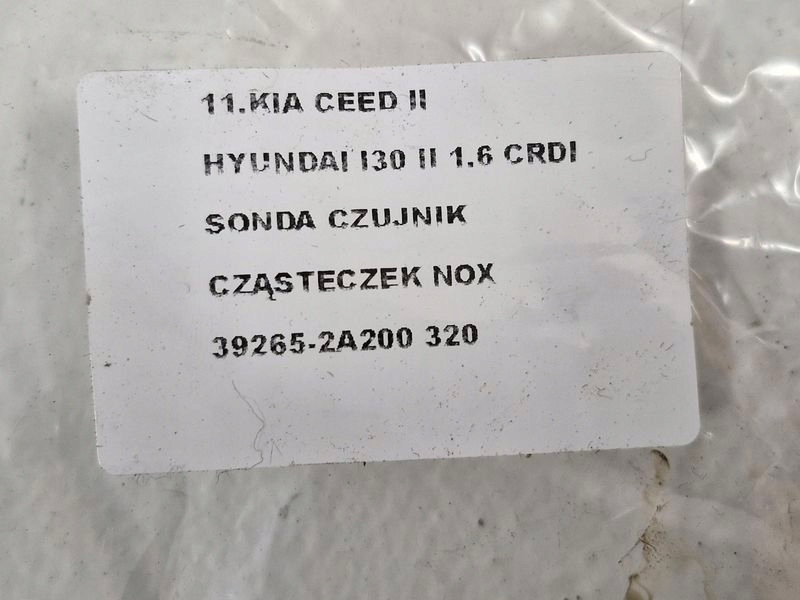 11.KIA CEED II
HYUNDAI I30 II 1.6 CRDI
SONDA CZUJNIK
CZĄSTECZEK NOX
39265-2A200 320